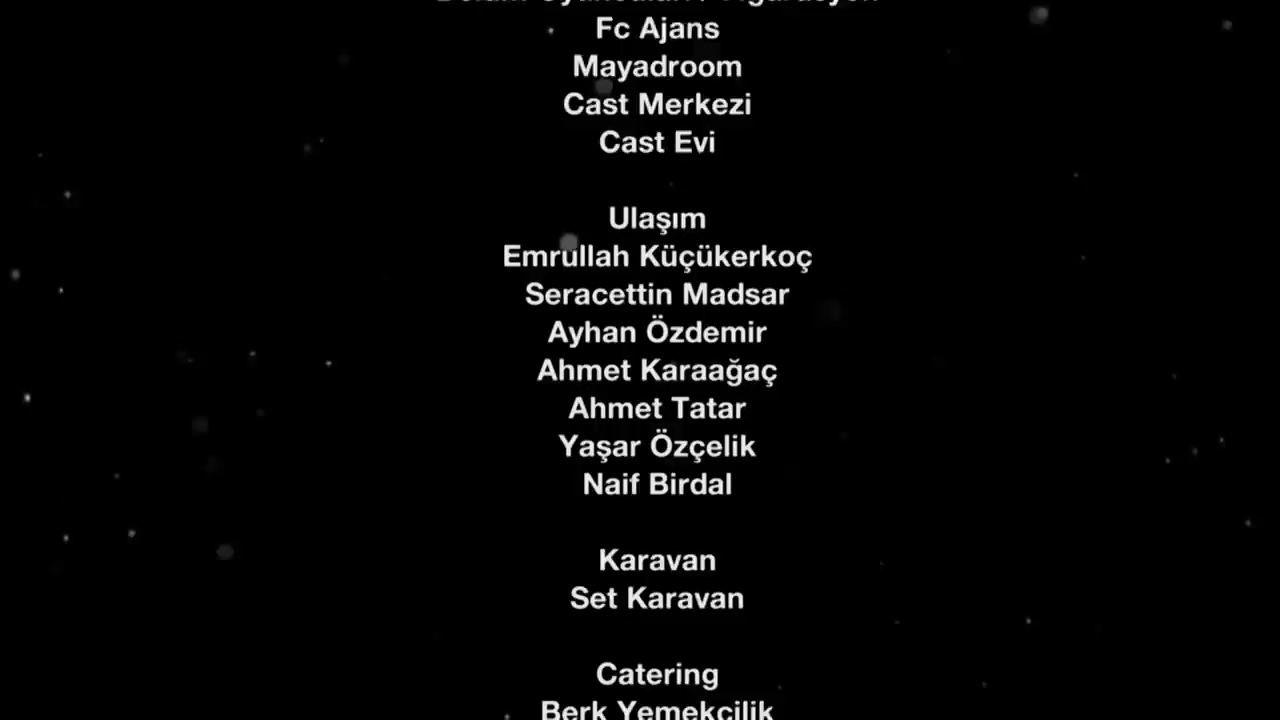 Fc Ajans
Mayadroom
Cast Merkezi
Cast Evi
Ulaşım
Emrullah Küçükerkoç
Seracettin Madsar
Ayhan Özdemir
Ahmet Karaağaç
Ahmet Tatar
Yaşar Özçelik
Naif Birdal
Karavan
Set Karavan
Catering
Berk Yemekçilik